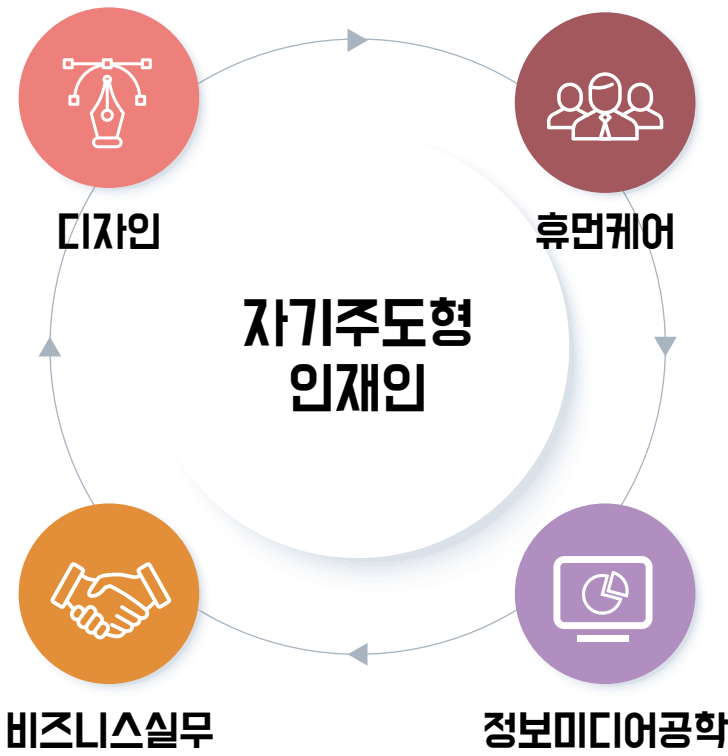 디자인
휴먼케어
자기주도형
인재인
비즈니스실무
정보미디어공학